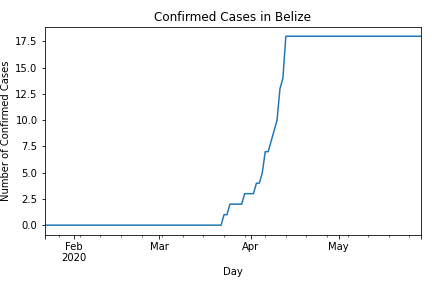 Confirmed Cases in Belize
Number of Confirmed Cases
17.5
15.0
12.5
10.0
7.5
5.0
2.5
0.0
Feb
2020
Mar
Apr
May
Day